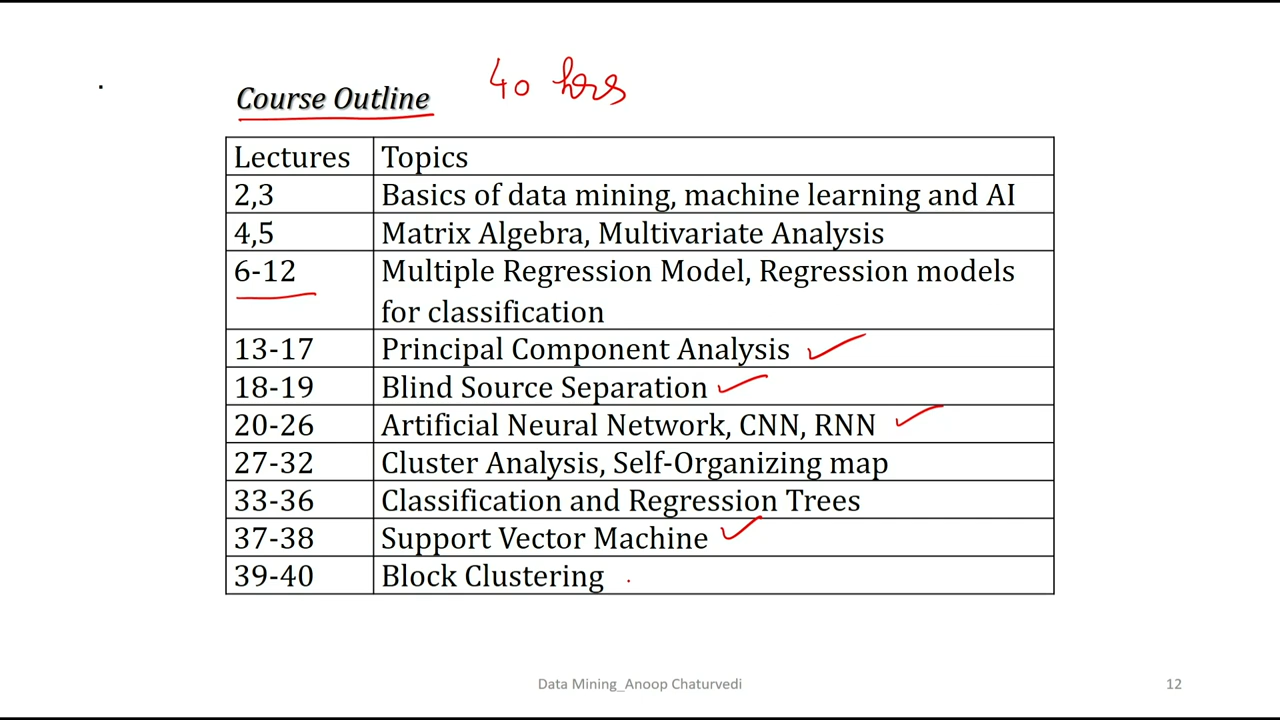 Course Outline 40 hrs
Lectures Topics
2,3 Basics of data mining, machine learning and AI
4,5 Matrix Algebra, Multivariate Analysis
6-12 Multiple Regression Model, Regression models
for classification
13-17 Principal Component Analysis
18-19 Blind Source Separation
20-26 Artificial Neural Network, CNN, RNN
27-32 Cluster Analysis, Self-Organizing map
33-36 Classification and Regression Trees
37-38 Support Vector Machine
39-40 Block Clustering
Data Mining_Anoop Chaturvedi 12